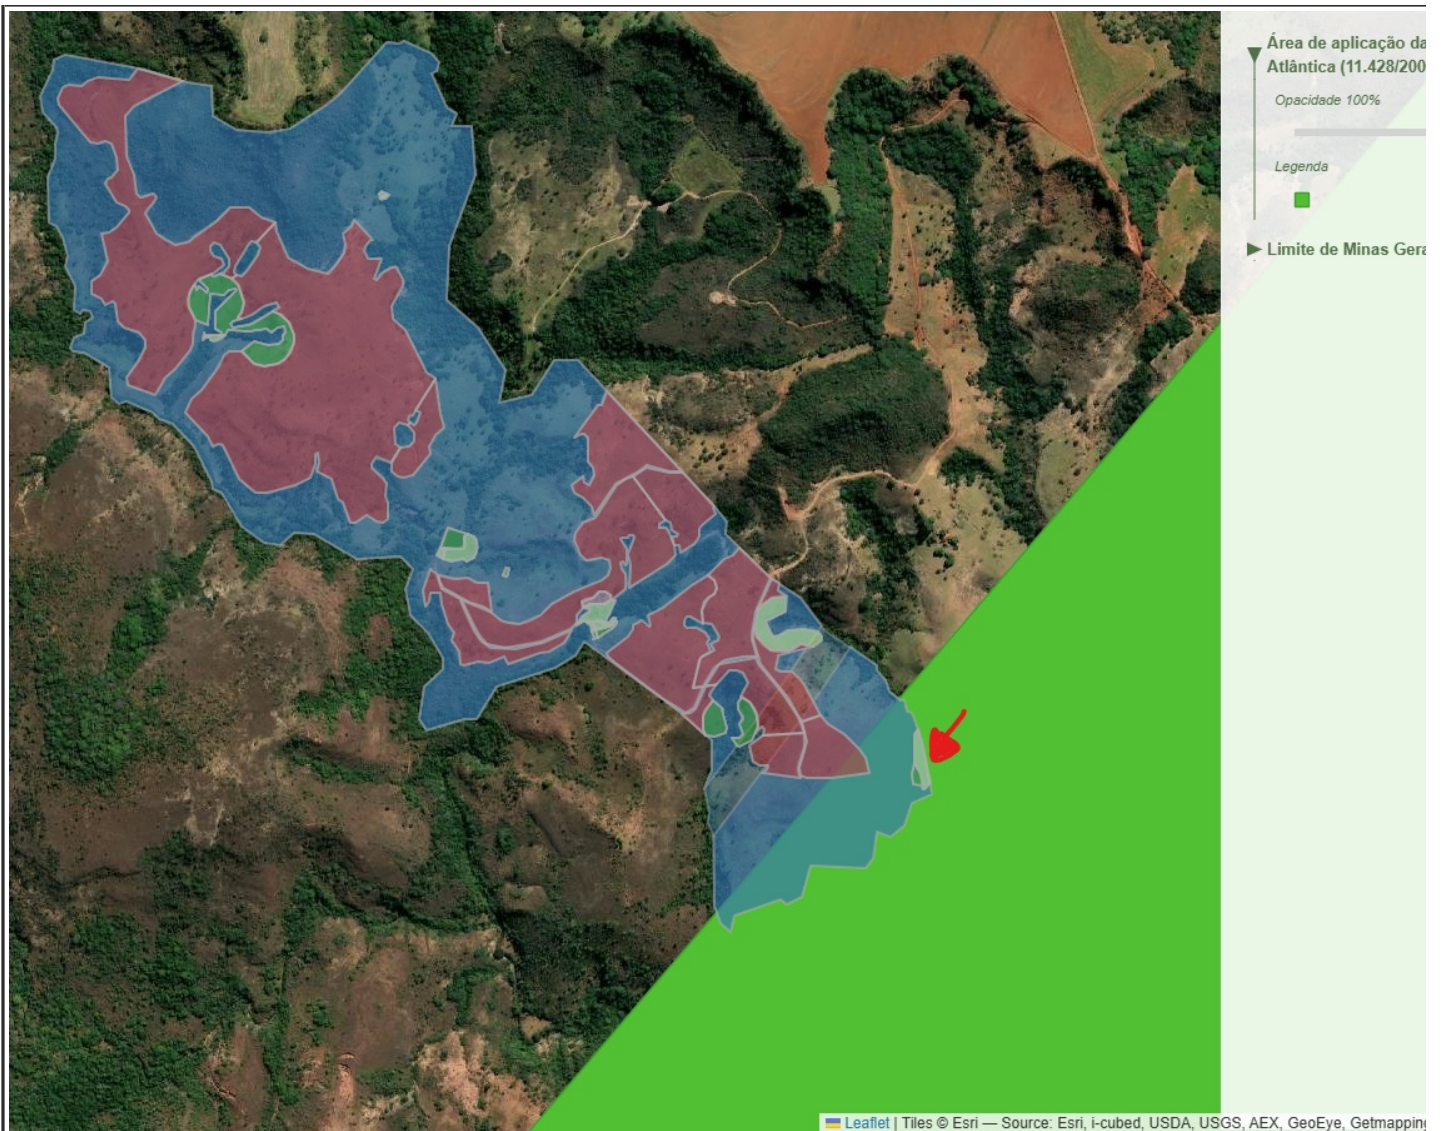 Área de aplicação da
Atlântica (11.428/200
Opacidade 100%
Legenda
Limite de Minas Gera
Leaflet | Tiles © Esri — Source: Esri, i-cubed, USDA, USGS, AEX, GeoEye, Getmapping